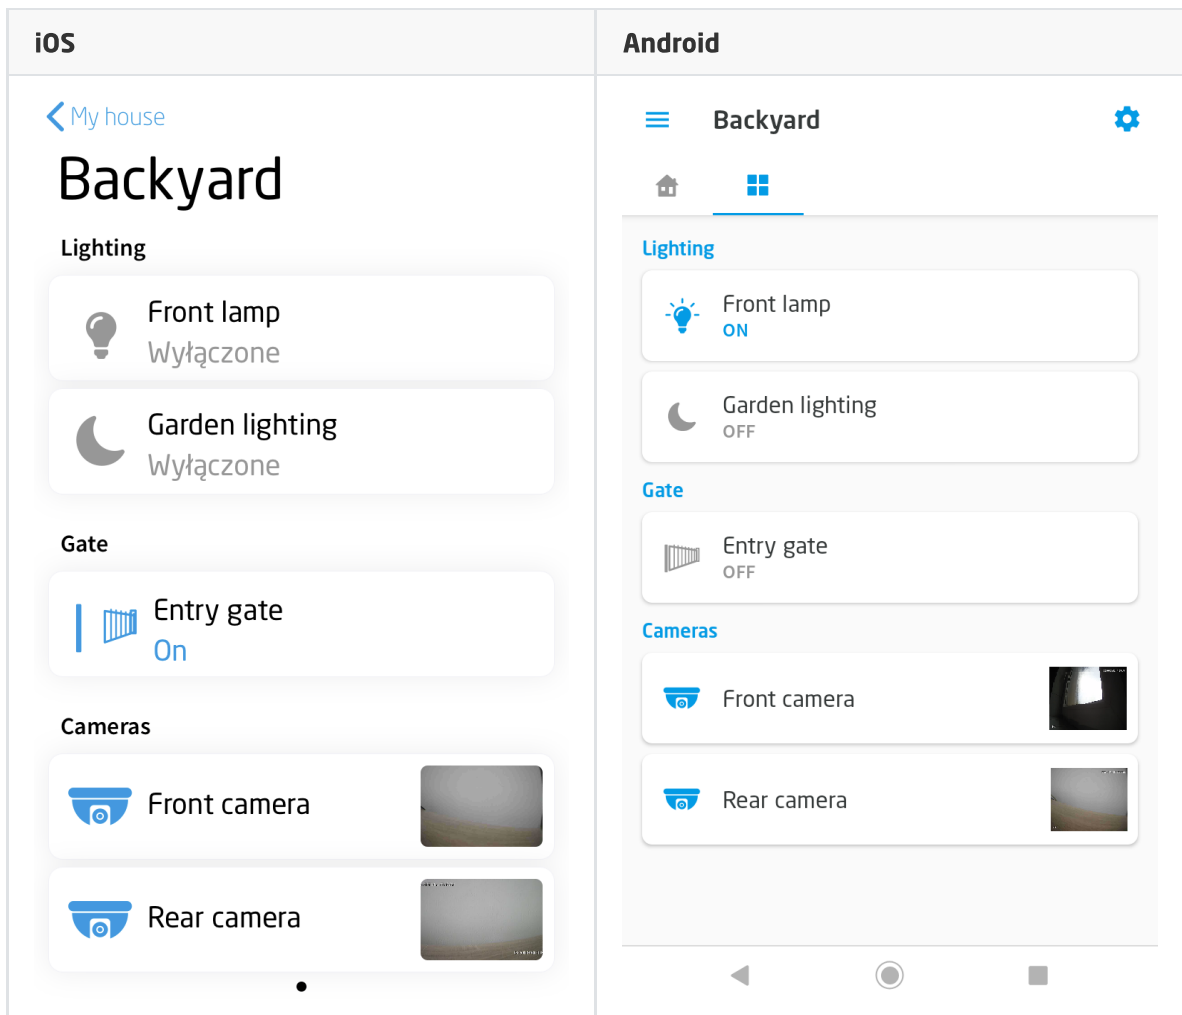 iOS
My house
Backyard
Lighting
Front lamp
Wyłączone
Garden lighting
Wyłączone
Gate
Entry gate
On
Cameras
Front camera
Rear camera
Android
Backyard
Lighting
Front lamp
ON
Garden lighting
OFF
Gate
Entry gate
OFF
Cameras
Front camera
Rear camera